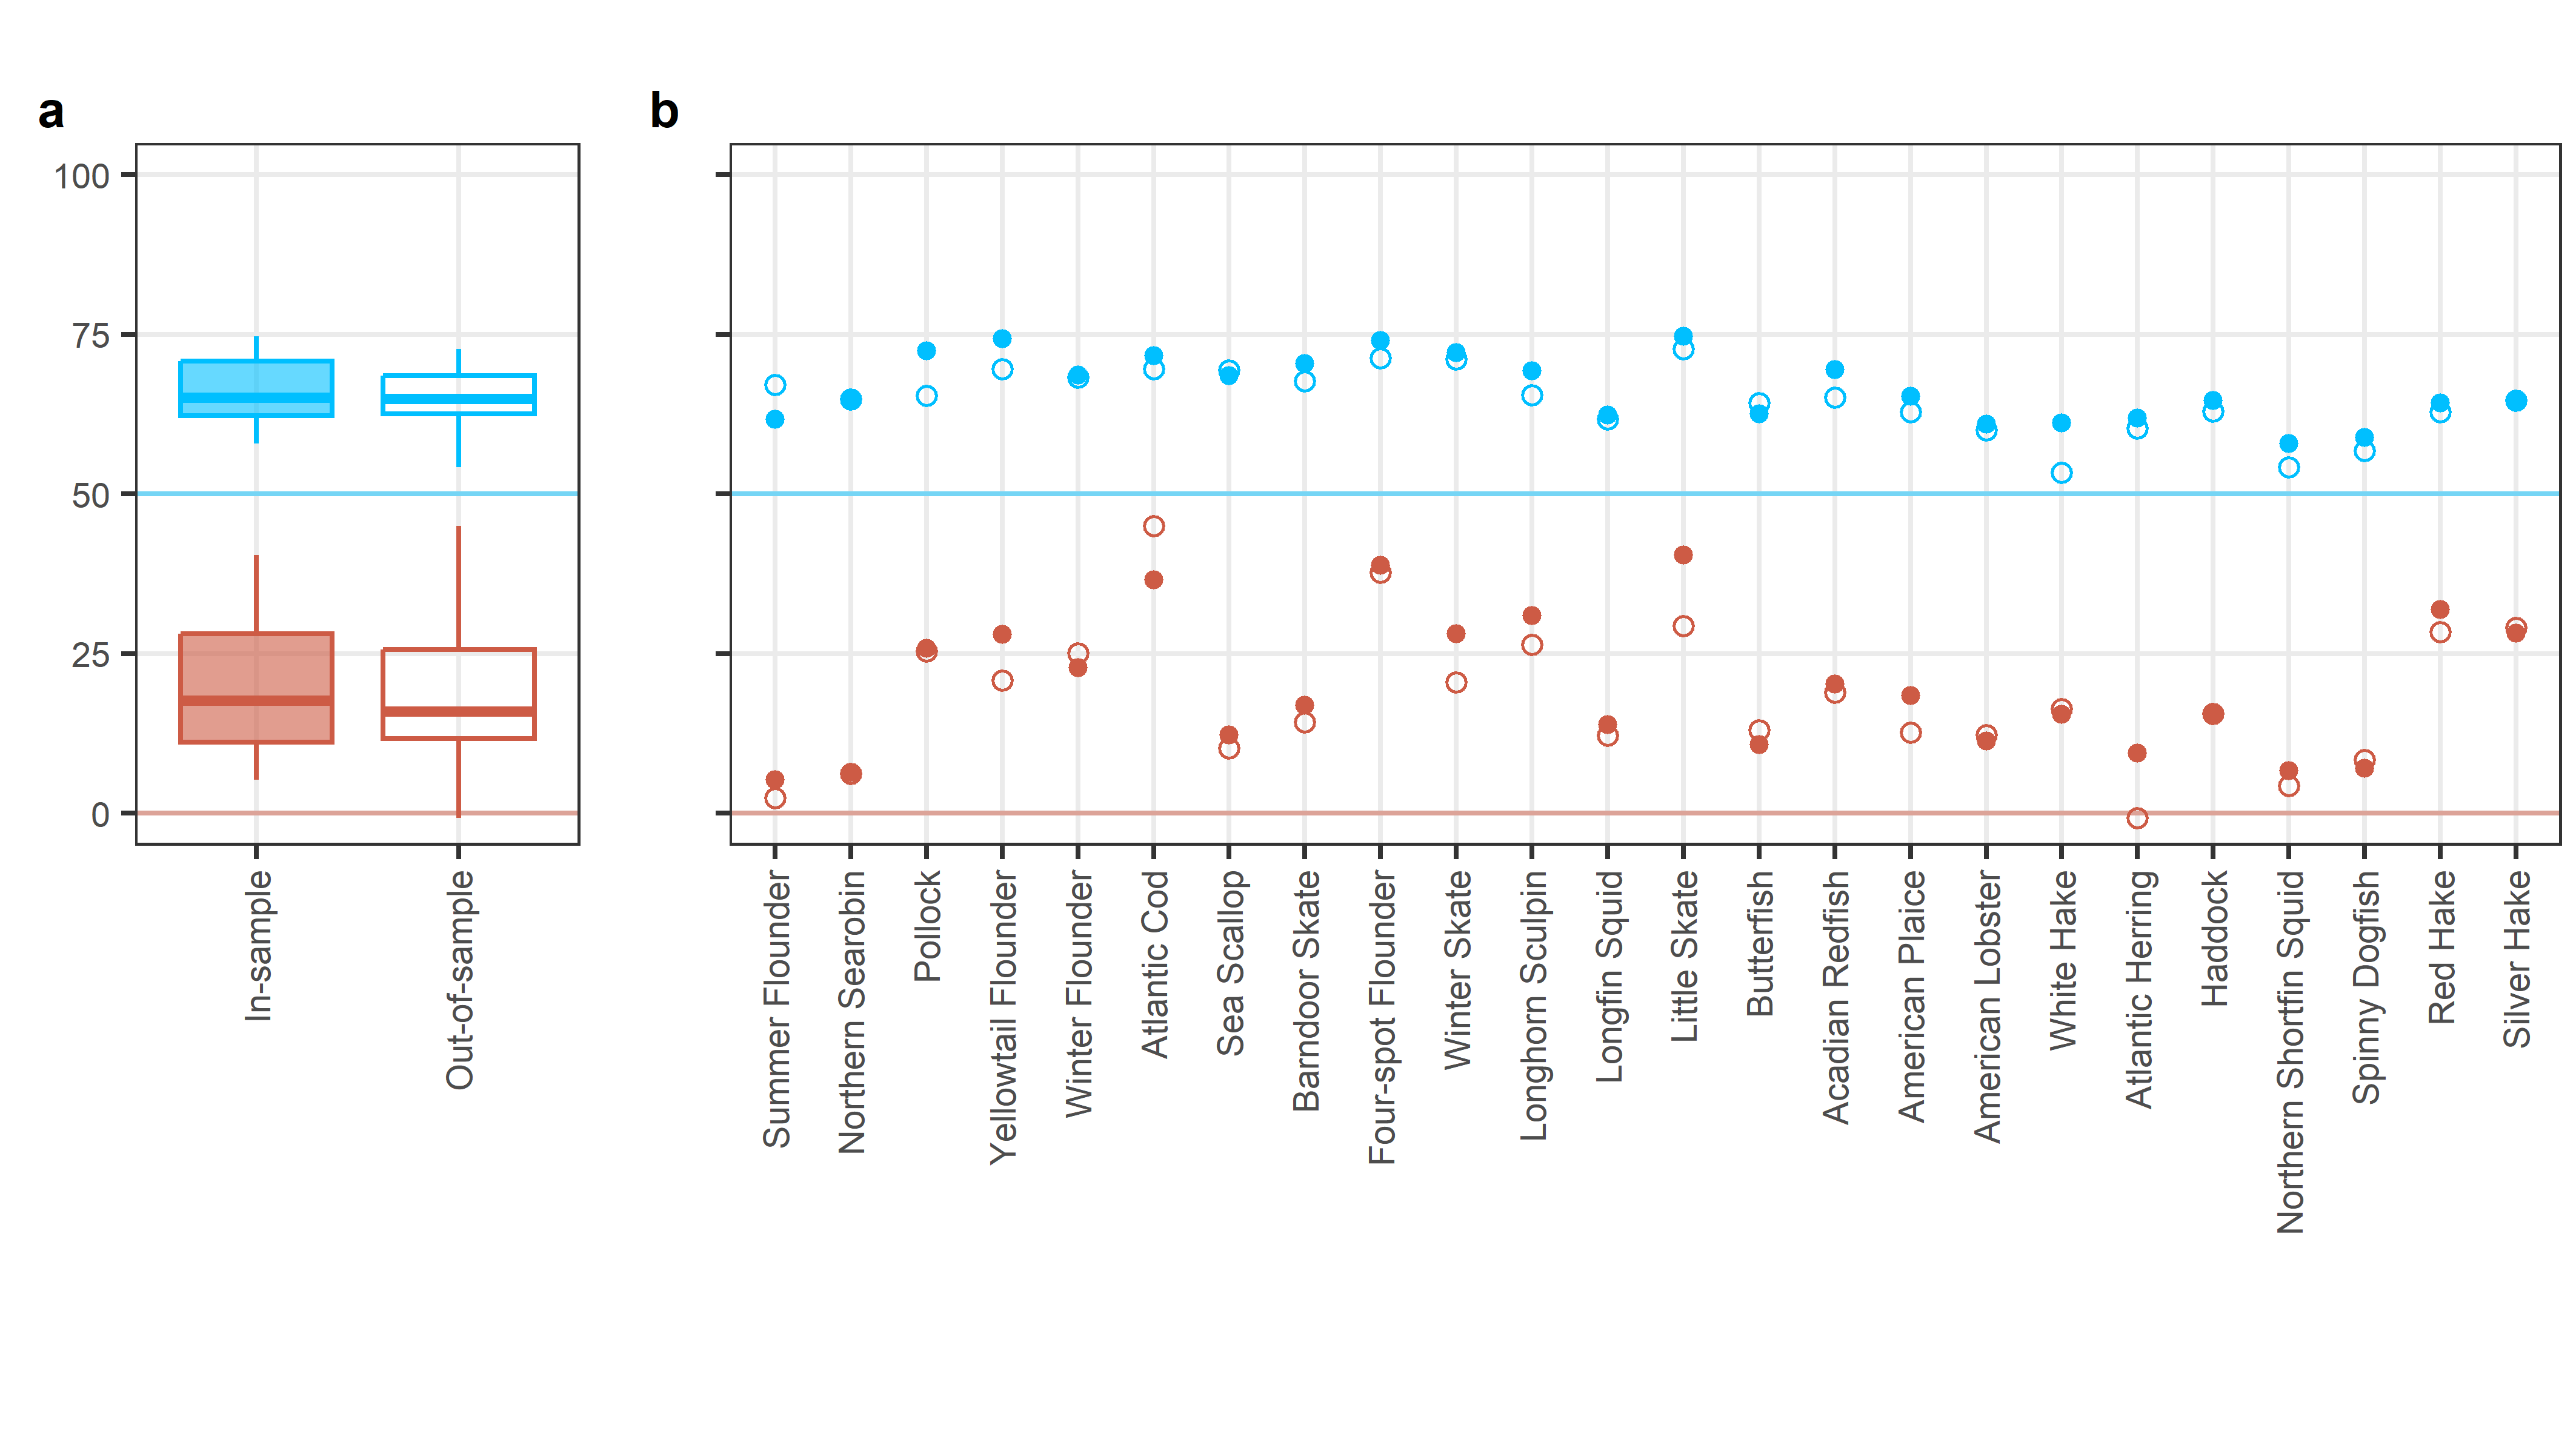 a
b
100
75
50
25
0
In-sample
Out-of-sample
Summer Flounder
Northern Searobin
Pollock
Yellowtail Flounder
Winter Flounder
Atlantic Cod
Sea Scallop
Barndoor Skate
Four-spot Flounder
Winter Skate
Longhorn Sculpin
Longfin Squid
Little Skate
Butterfish
Acadian Redfish
American Plaice
American Lobster
White Hake
Atlantic Herring
Haddock
Northern Shortfin Squid
Spinny Dogfish
Red Hake
Silver Hake